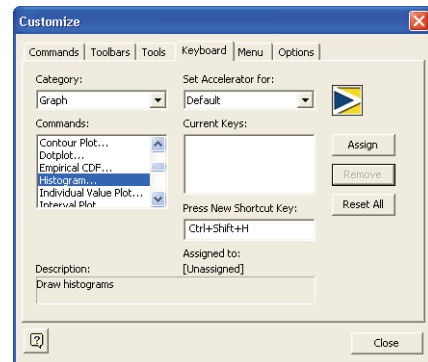 Customize
Commands Toolbars Tools Keyboard Menu Options
Category:
Graph
Commands:
Contour Plot...
Dotplot...
Empirical CDF...
Histogram...
Individual Value Plot...
Interval Plot
Set Accelerator for:
Default
Current Keys:
Press New Shortcut Key:
Ctrl+Shift+H
Assigned to:
[Unassigned]
Assign
Remove
Reset All
Description:
Draw histograms
Close